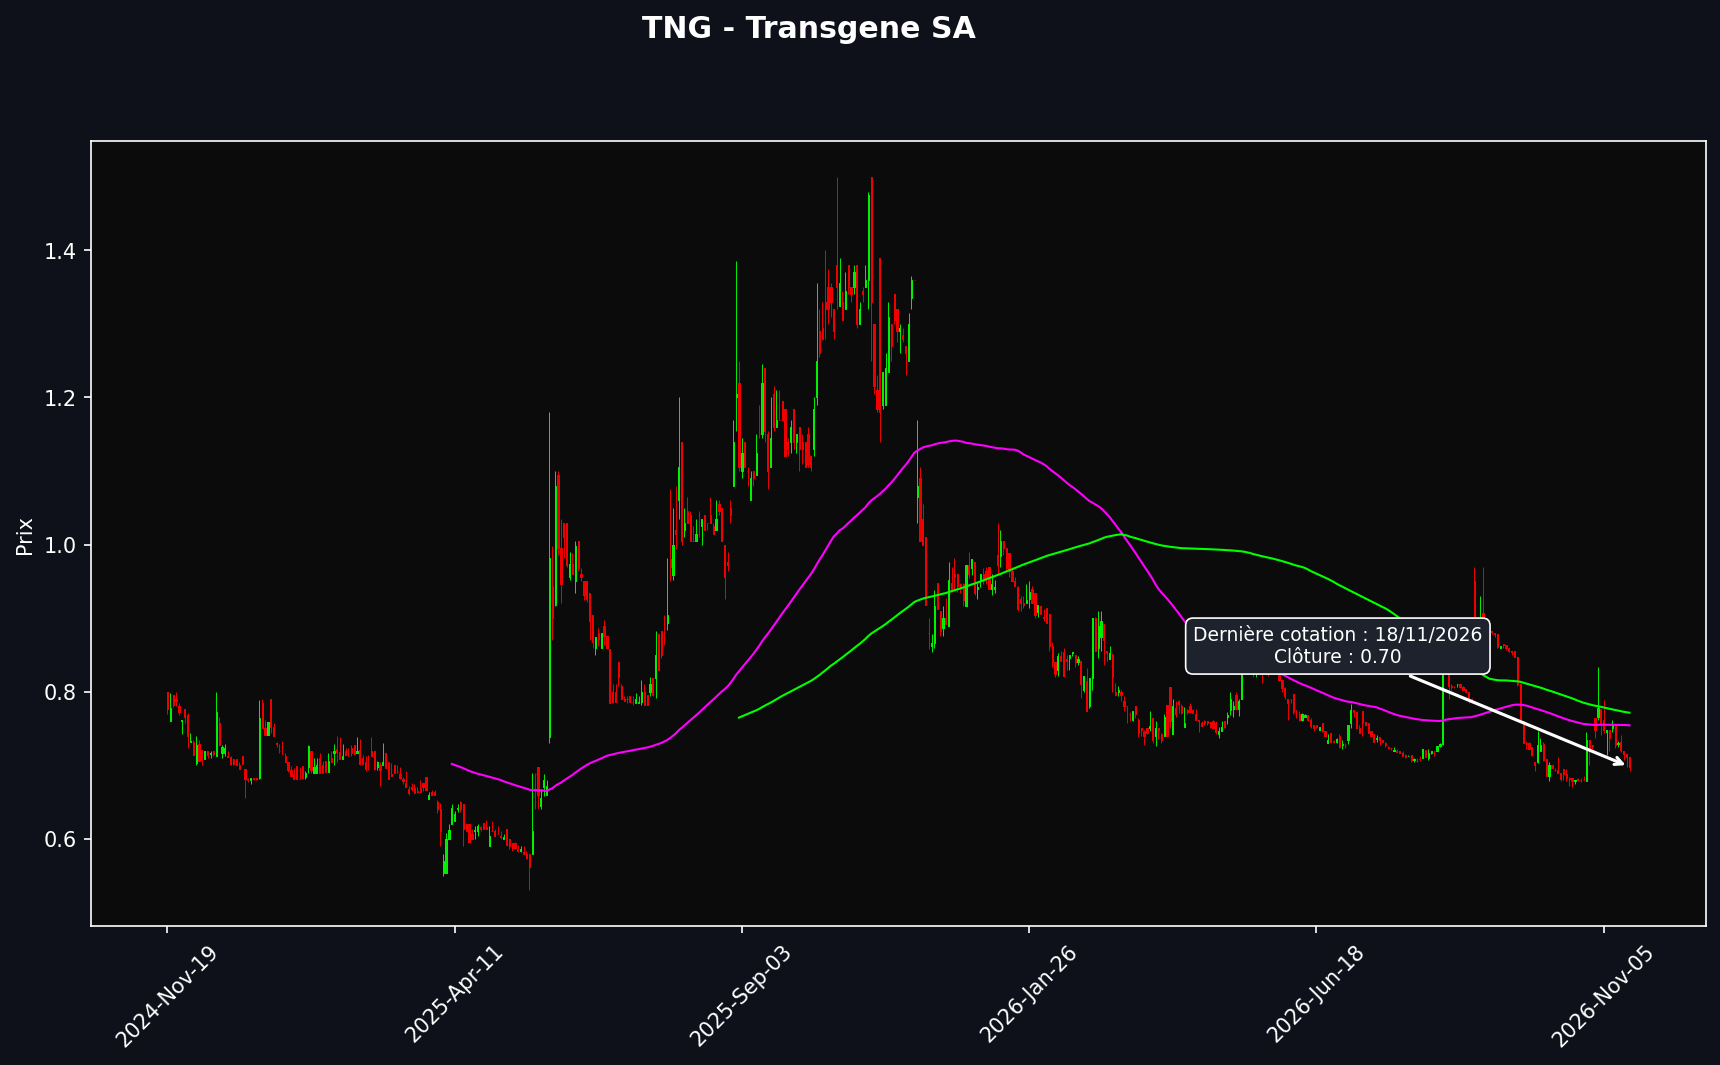 TNG - Transgene SA
Prix
1.4
1.2
1.0
0.8
0.6
Dernière cotation : 18/11/2026
Clôture : 0.70
2024-Nov-19
2025-Apr-11
2025-Sep-03
2026-Jan-26
2026-Jun-18
2026-Nov-05